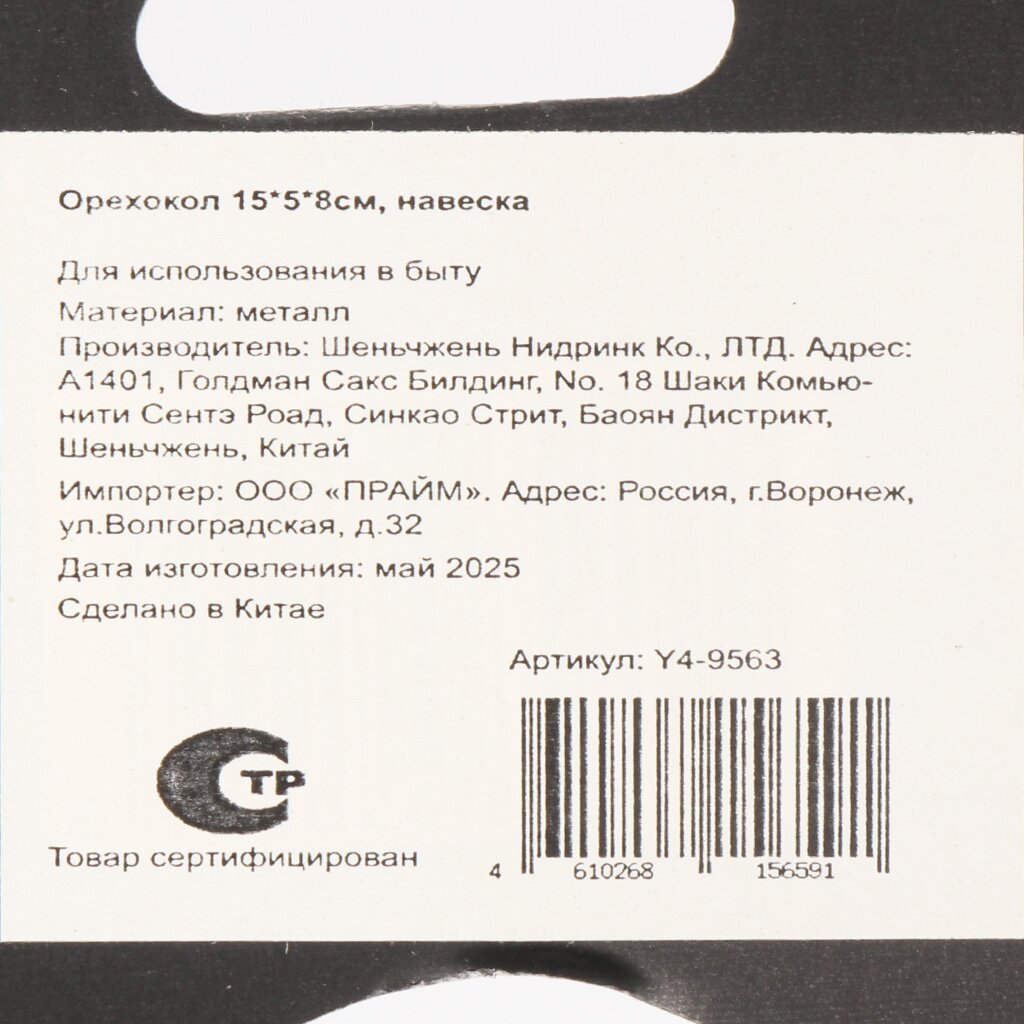 Орехокол 15*5*8см, навеска
Для использования в быту
Материал: металл
Производитель: Шеньчжень Нидринк Ко., ЛТД. Адрес:
А1401, Голдман Сакс Билдинг, No. 18 Шаки Комью-
нити Сентэ Роад, Синкао Стрит, Баоян Дистрикт,
Шеньчжень, Китай
Импортер: ООО «ПРАЙМ». Адрес: Россия, г.Воронеж,
ул.Волгоградская, д.32
Дата изготовления: май 2025
Сделано в Китае
Артикул: Y4-9563
ТР
Товар сертифицирован
4 610268 156591